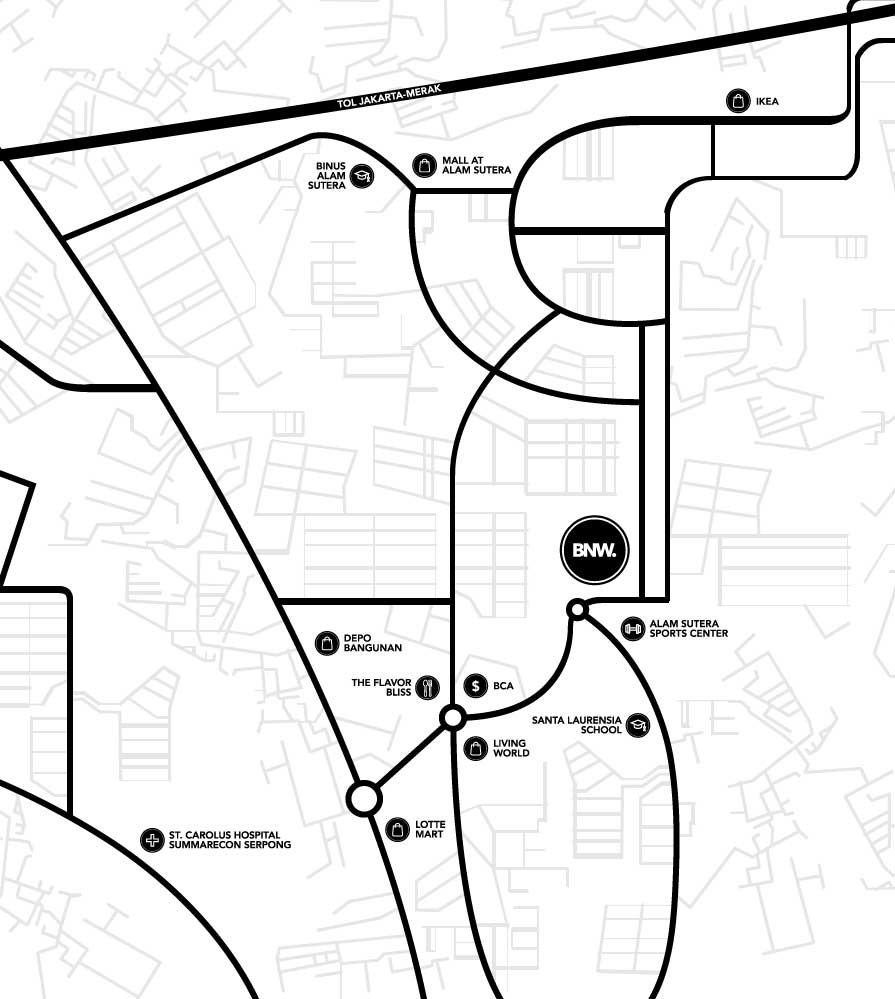 TOL JAKARTA-MERAK
IKEA
BINUS
ALAM
SUTERA
MALL AT
ALAM SUTERA
BNW.
ALAM SUTERA
SPORTS CENTER
DEPO
BANGUNAN
THE FLAVOR
BLISS
$
BCA
SANTA LAURENSIA
SCHOOL
LIVING
WORLD
LOTTE
MART
ST. CAROLUS HOSPITAL
SUMMARECON SERPONG